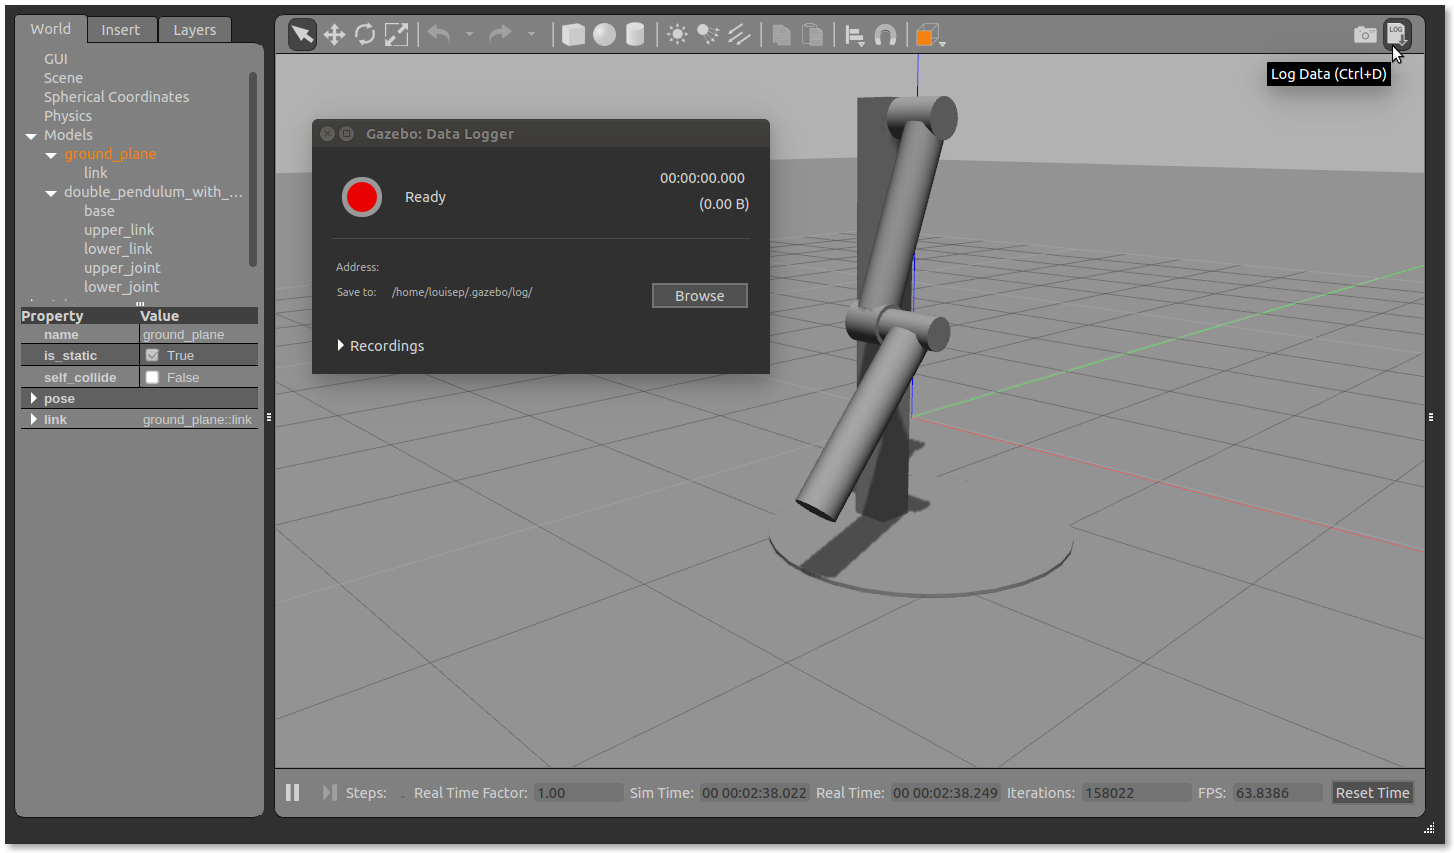 World Insert Layers
GUI
Scene
Spherical Coordinates
Physics
Models
ground_plane
link
double_pendulum_with_...
base
upper_link
lower_link
upper_joint
lower_joint
Property Value
name ground_plane
is_static True
self_collide False
pose
link ground_plane::link
LOG
Log Data (Ctrl+D)
Gazebo: Data Logger
Ready
00:00:00.000
(0.00 B)
Address:
Save to: /home/louisep/.gazebo/log/
Browse
Recordings
Steps: Real Time Factor: 1.00 Sim Time: 00 00:02:38.022 Real Time: 00 00:02:38.249 Iterations: 158022 FPS: 63.8386 Reset Time